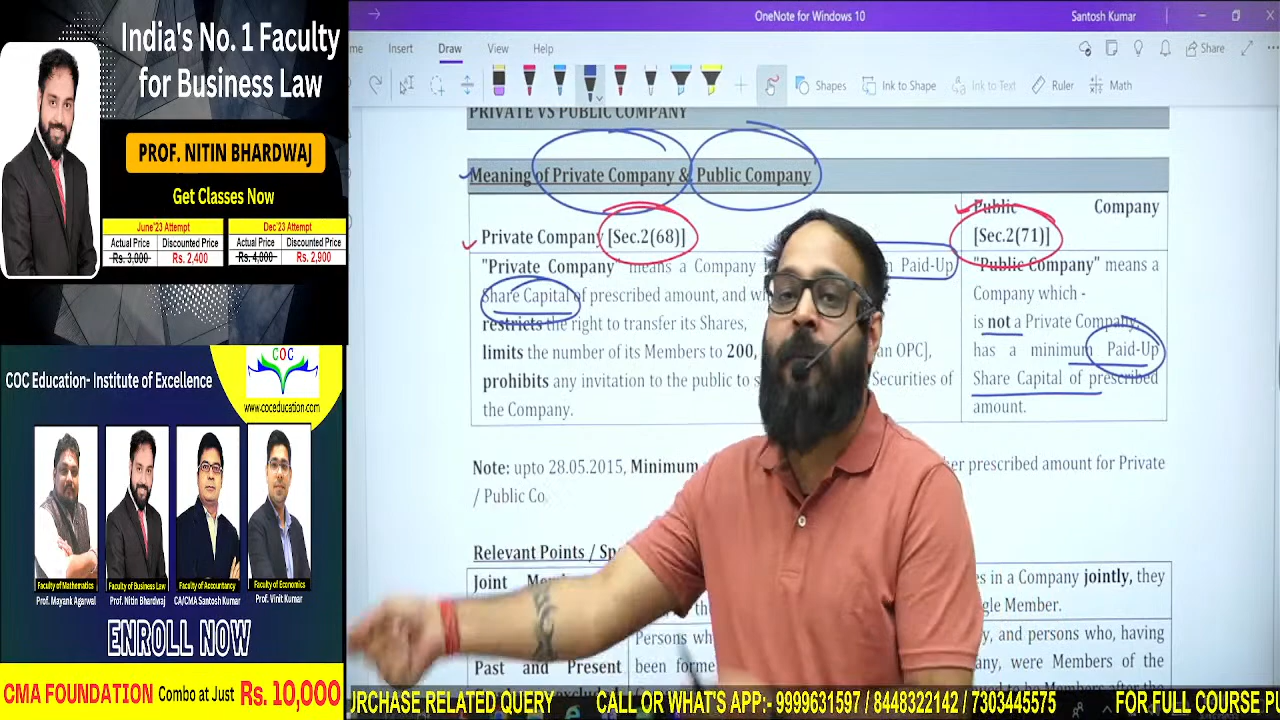 India's No. 1 Faculty
for Business Law
PROF. NITIN BHARDWAJ
Get Classes Now
June'23 Attempt
Dec'23 Attempt
Actual Price
Discounted Price
Actual Price
Discounted Price
Rs. 3,000
Rs. 2,400
Rs. 4,000
Rs. 2,900
COC Education- Institute of Excellence
COC
www.coceducation.com
Faculty of Mathematics
Faculty of Business Law
Faculty of Accountancy
Faculty of Economics
Prof. Mayank Agarwal
Prof. Nitin Bhardwaj
CA/CMA Santosh Kumar
Prof. Vinit Kumar
ENROLL NOW
CMA FOUNDATION Combo at Just Rs. 10,000
OneNote for Windows 10
Santosh Kumar
me Insert Draw View Help
Share
Shapes
Ink to Shape
Ink to Text
Ruler
Math
PRIVATE VS PUBLIC COMPANY
Meaning of Private Company & Public Company
Private Company [Sec.2(68)]
Public Company
[Sec.2(71)]
"Private Company" means a Company Paid-Up
Share Capital of prescribed amount, and
restricts the right to transfer its Shares,
limits the number of its Members to 200, an OPC],
prohibits any invitation to the public to Securities of
the Company.
"Public Company" means a
Company which -
is not a Private Company,
has a minimum Paid-Up
Share Capital of prescribed
amount.
Note: upto 28.05.2015, Minimum prescribed amount for Private
/ Public Co.
Relevant Points /
Joint in a Company jointly, they
Member.
Persons and persons who, having
Past and Present been were Members of the
URCHASE RELATED QUERY CALL OR WHAT'S APP:- 9999631597 / 8448322142 / 7303445575 FOR FULL COURSE PU